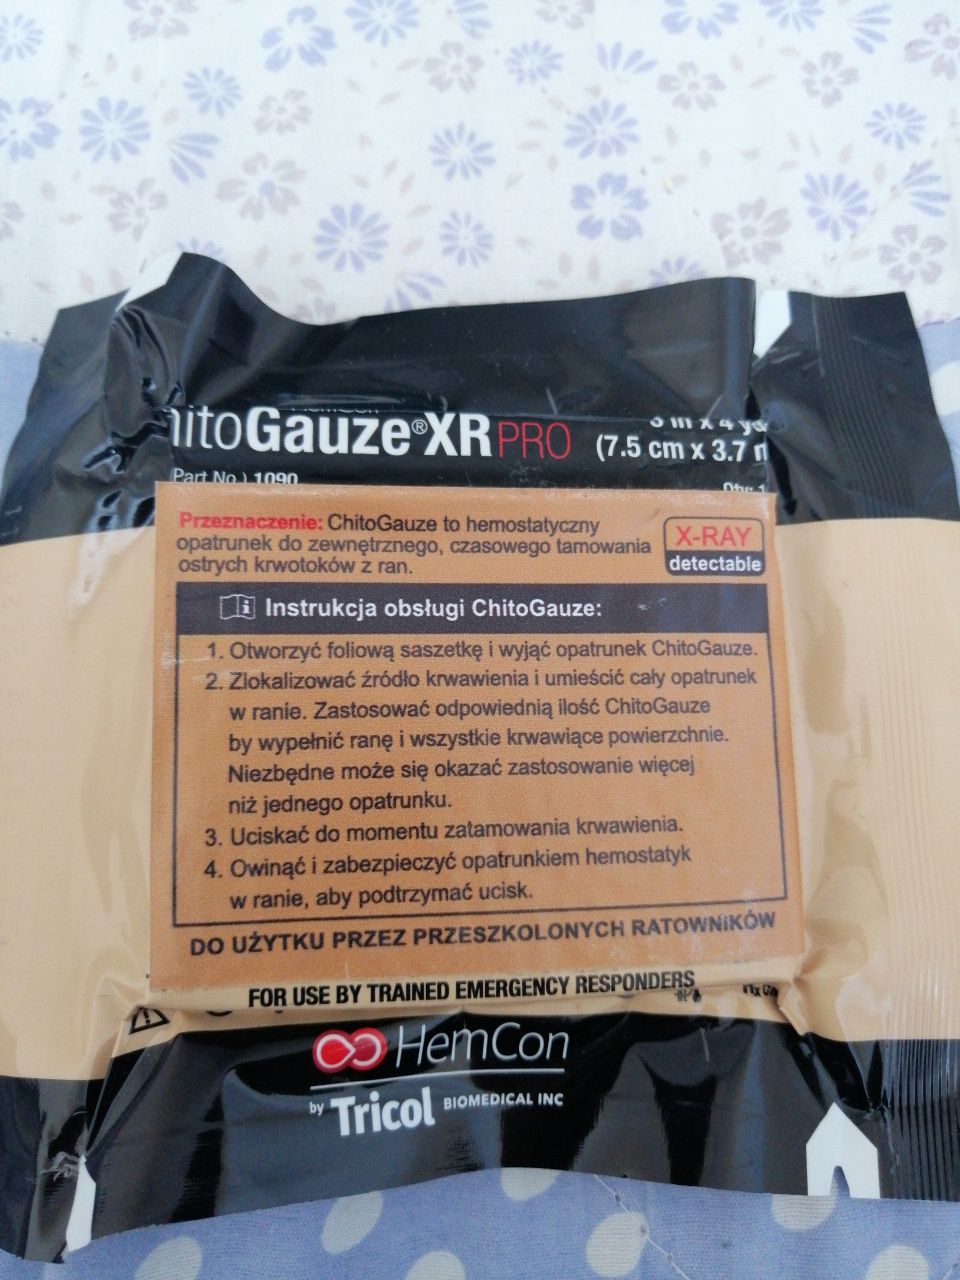 hitoGauze®XR PRO
(7.5 cm x 3.7
Part No.) 1090
Qty: 1
Przeznaczenie: ChitoGauze to hemostatyczny
opatrunek do zewnętrznego, czasowego tamowania
ostrych krwotoków z ran.
X-RAY
detectable
Instrukcja obsługi ChitoGauze:
1. Otworzyć foliową saszetkę i wyjąć opatrunek ChitoGauze.
2. Zlokalizować źródło krwawienia i umieścić cały opatrunek
w ranie. Zastosować odpowiednią ilość ChitoGauze
by wypełnić ranę i wszystkie krwawiące powierzchnie.
Niezbędne może się okazać zastosowanie więcej
niż jednego opatrunku.
3. Uciskać do momentu zatamowania krwawienia.
4. Owinąć i zabezpieczyć opatrunkiem hemostatyk
w ranie, aby podtrzymać ucisk.
DO UŻYTKU PRZEZ PRZESZKOLONYCH RATOWNIKÓW
FOR USE BY TRAINED EMERGENCY RESPONDERS
HemCon
by Tricol BIOMEDICAL INC